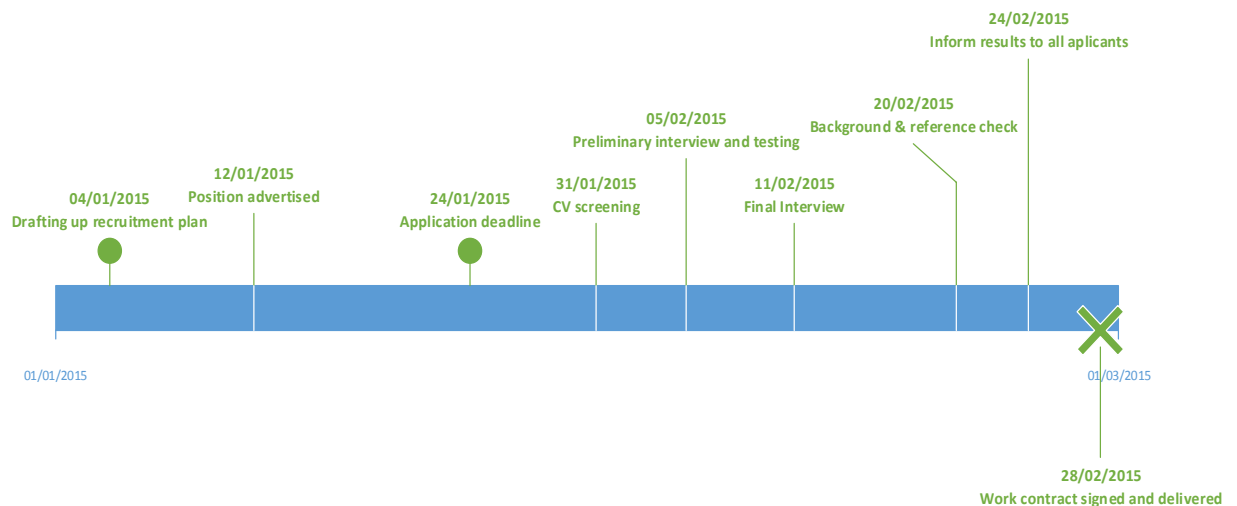 24/02/2015
Inform results to all aplicants
20/02/2015
Background & reference check
05/02/2015
Preliminary interview and testing
12/01/2015
Position advertised
31/01/2015
CV screening
11/02/2015
Final Interview
04/01/2015
Drafting up recruitment plan
24/01/2015
Application deadline
01/01/2015
01/03/2015
28/02/2015
Work contract signed and delivered